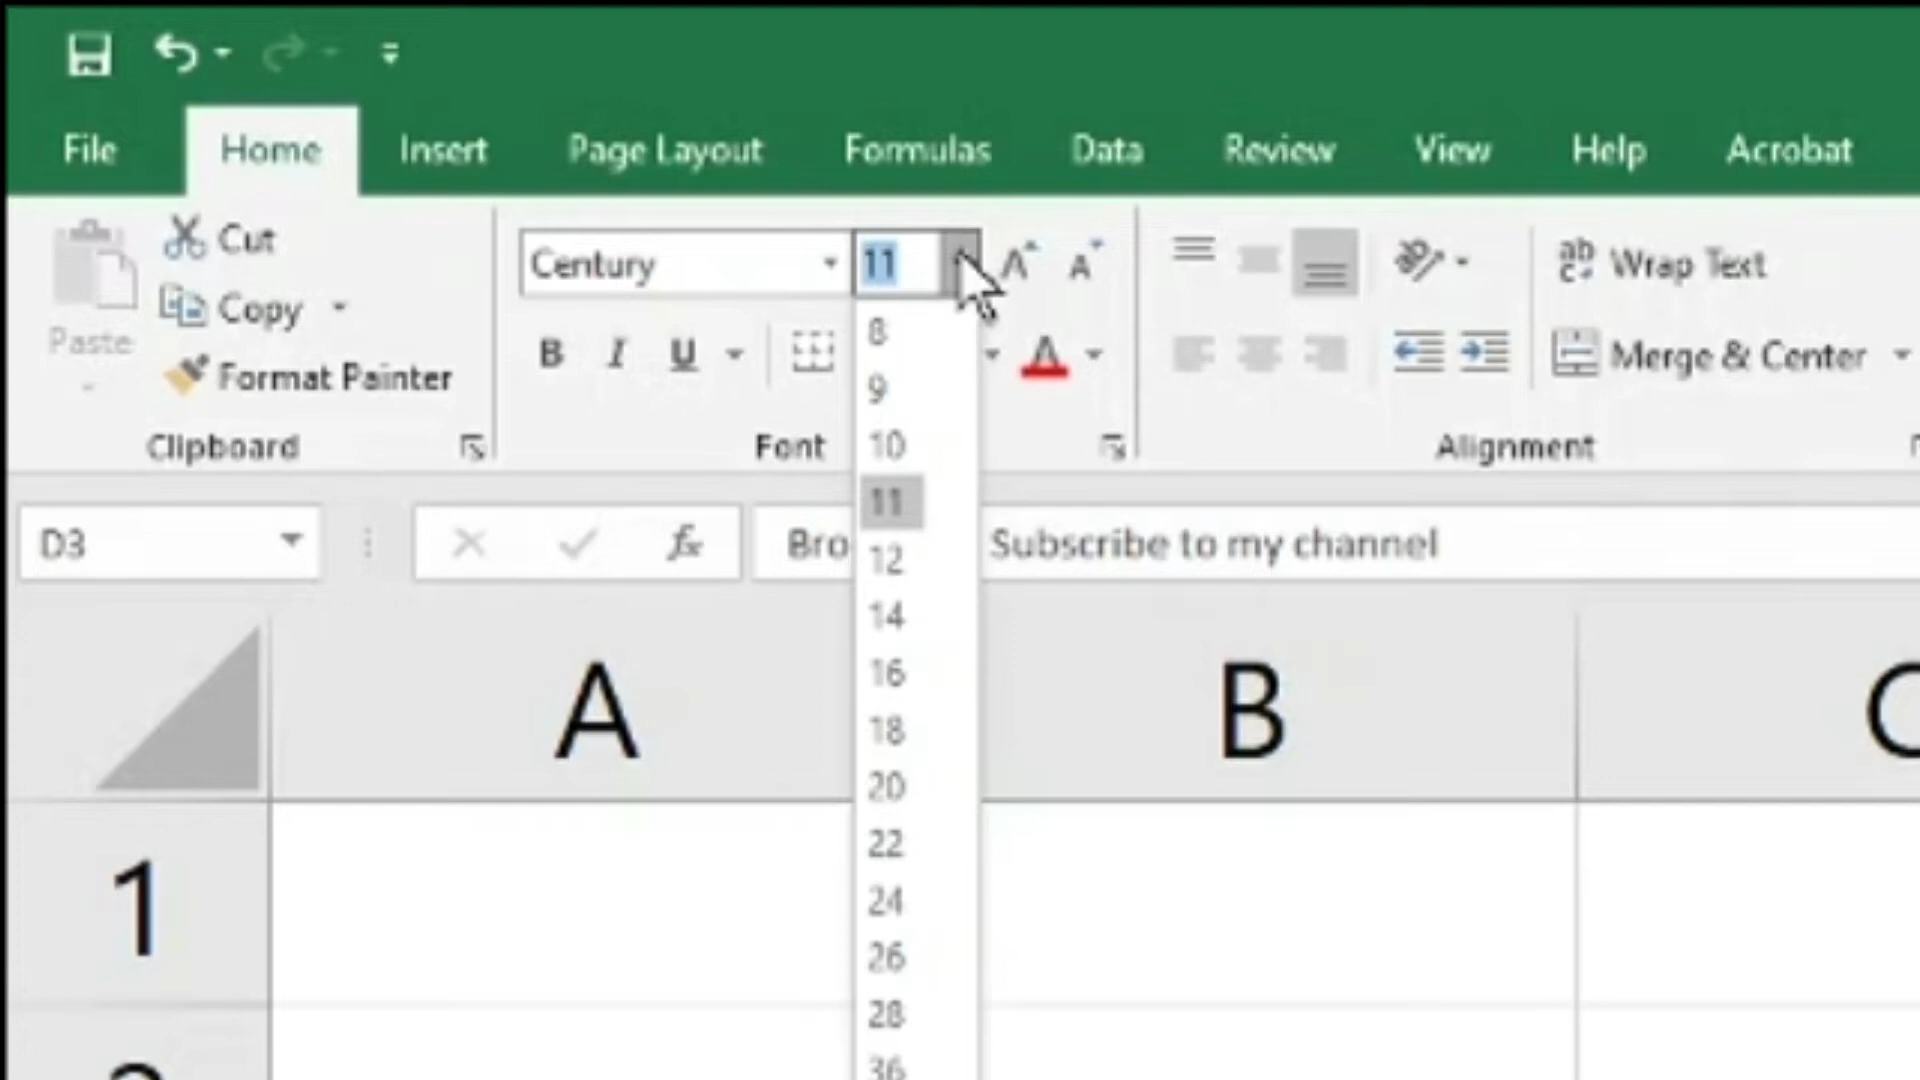 File Home Insert Page Layout Formulas Data Review View Help Acrobat
Paste
Cut
Copy
Format Painter
Clipboard
Century 11
B I U A
Font
ab Wrap Text
Merge & Center
Alignment
8
9
10
11
12
14
16
18
20
22
24
26
28
36
D3 fx Bro Subscribe to my channel
A B C
1